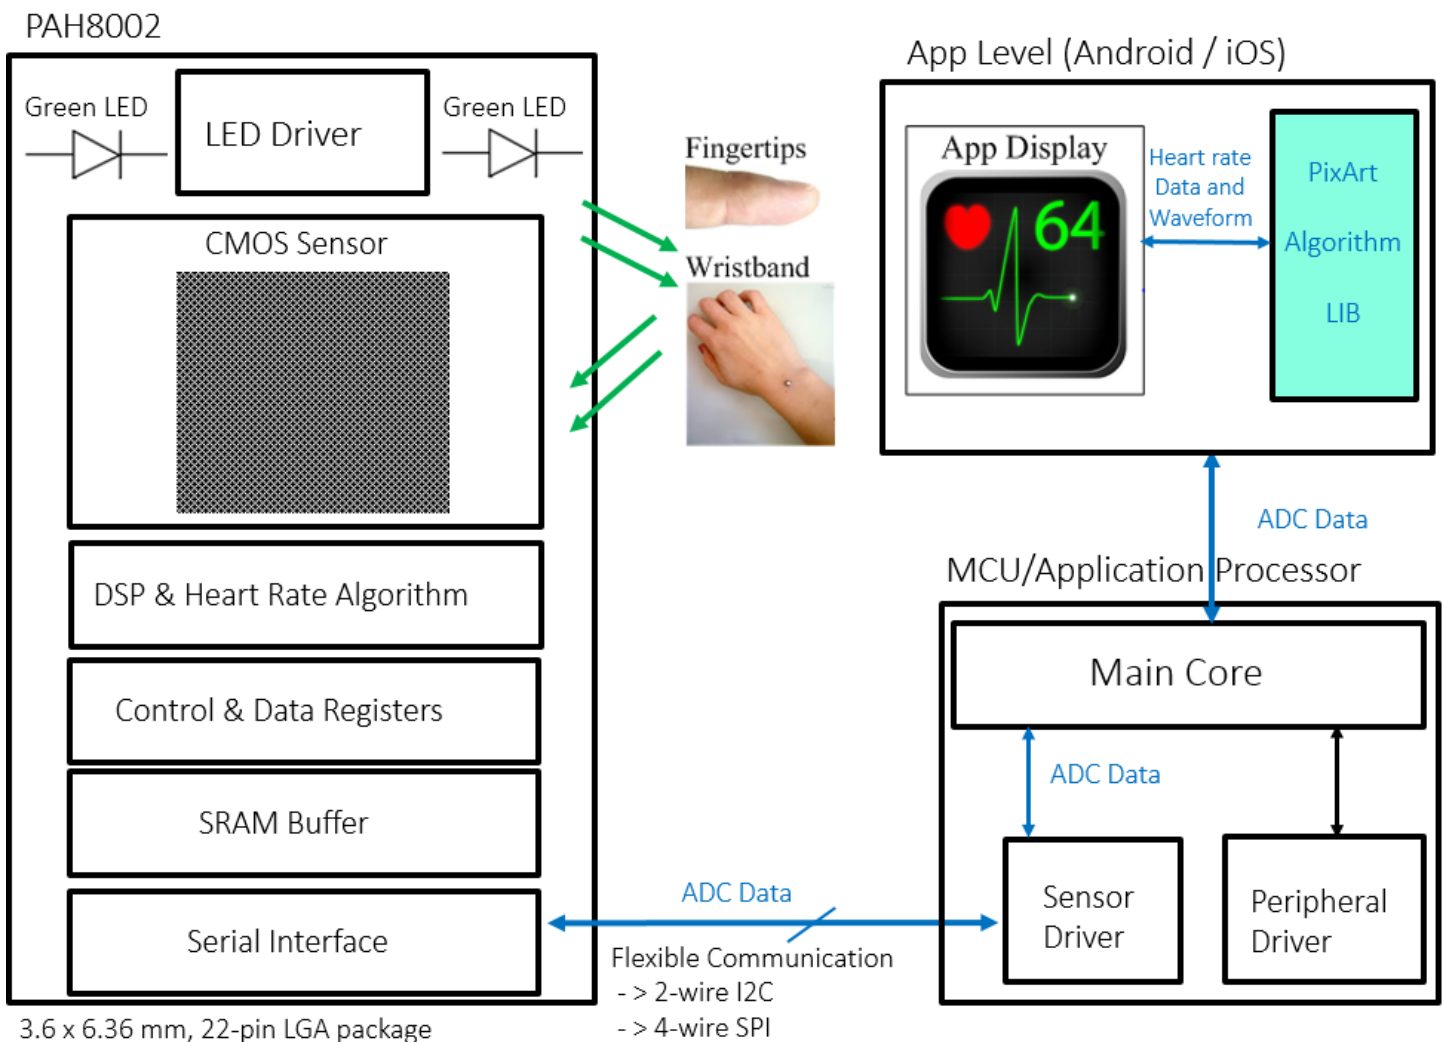 PAH8002
Green LED
LED Driver
Green LED
CMOS Sensor
DSP & Heart Rate Algorithm
Control & Data Registers
SRAM Buffer
Serial Interface
3.6 x 6.36 mm, 22-pin LGA package
Fingertips
Wristband
ADC Data
Flexible Communication
- > 2-wire I2C
- > 4-wire SPI
App Level (Android / iOS)
App Display
64
Heart rate
Data and
Waveform
PixArt
Algorithm
LIB
ADC Data
MCU/Application Processor
Main Core
ADC Data
Sensor
Driver
Peripheral
Driver